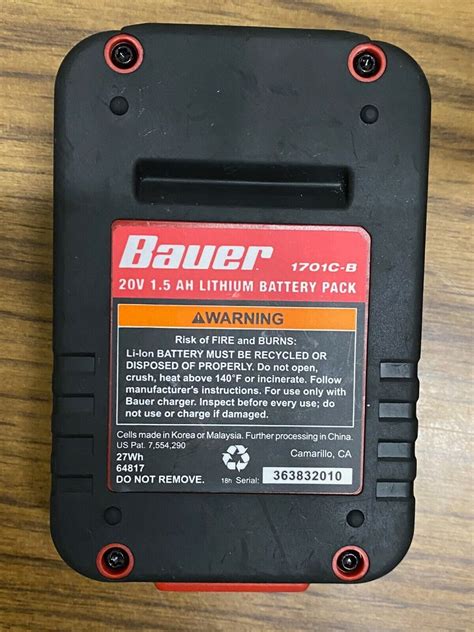 Bauer 1701C-B
20V 1.5 AH LITHIUM BATTERY PACK
⚠WARNING
Risk of FIRE and BURNS:
Li-Ion BATTERY MUST BE RECYCLED OR
DISPOSED OF PROPERLY. Do not open,
crush, heat above 140°F or incinerate. Follow
manufacturer's instructions. For use only with
Bauer charger. Inspect before every use; do
not use or charge if damaged.
Cells made in Korea or Malaysia. Further processing in China.
US Pat. 7,554,290
27Wh
Camarillo, CA
64817
DO NOT REMOVE.
18h Serial: 363832010